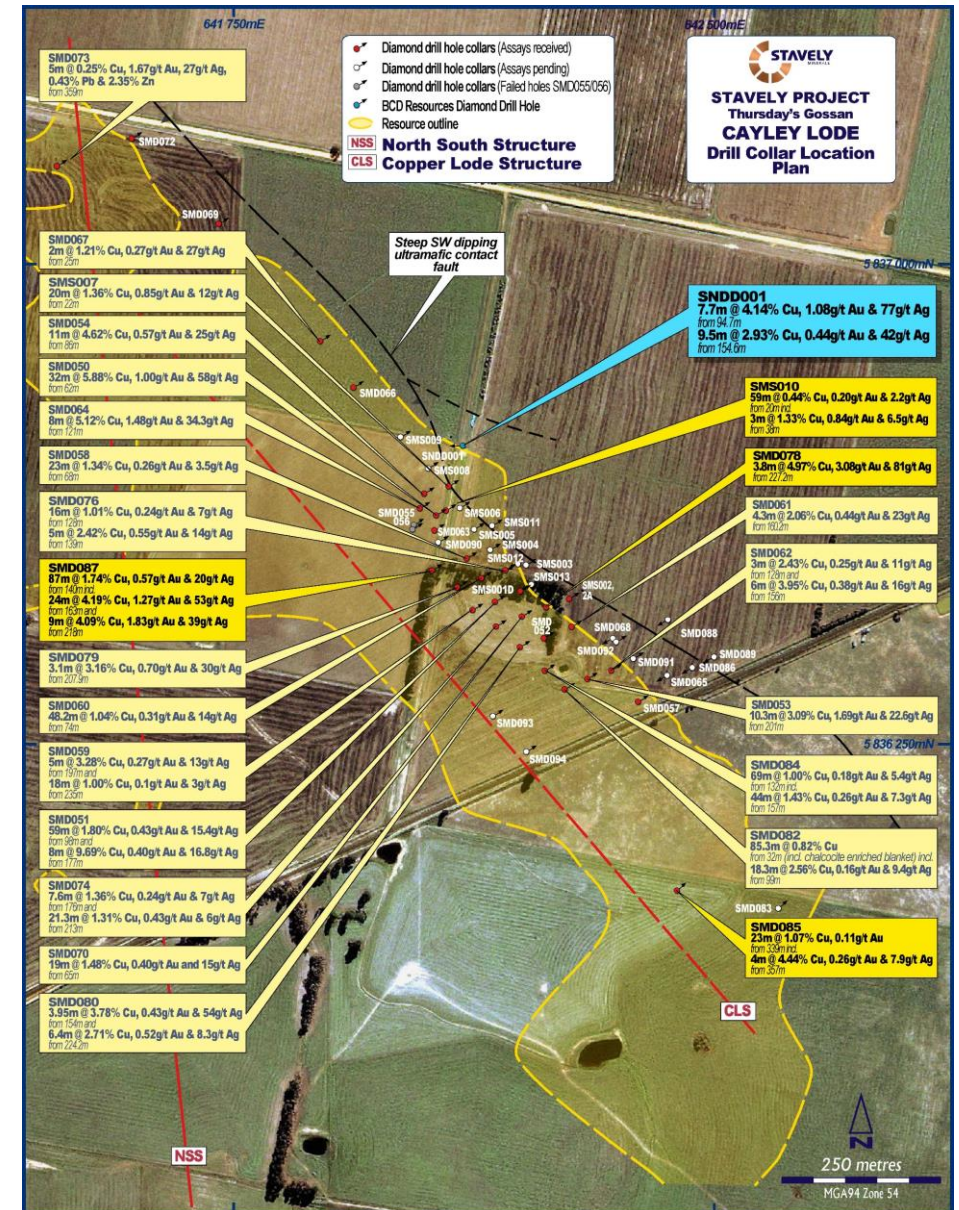 641 750mE
642 500mE
SMD073
5m @ 0.25% Cu, 1.67g/t Au, 27g/t Ag,
0.43% Pb & 2.35% Zn
from 359m
Diamond drill hole collars (Assays received)
Diamond drill hole collars (Assays pending)
Diamond drill hole collars (Failed holes SMD055/056)
BCD Resources Diamond Drill Hole
Resource outline
NSS North South Structure
CLS Copper Lode Structure
STAVELY
MINERALS
STAVELY PROJECT
Thursday's Gossan
CAYLEY LODE
Drill Collar Location
Plan
SMD072
SMD069
Steep SW dipping
ultramafic contact
fault
5 837 000mN
SMD067
2m @ 1.21% Cu, 0.27g/t Au & 27g/t Ag
from 25m
SMS007
20m @ 1.36% Cu, 0.85g/t Au & 12g/t Ag
from 22m
SMD054
11m @ 4.62% Cu, 0.57g/t Au & 25g/t Ag
from 86m
SMD050
32m @ 5.88% Cu, 1.00g/t Au & 58g/t Ag
from 62m
SMD064
8m @ 5.12% Cu, 1.48g/t Au & 34.3g/t Ag
from 121m
SMD058
23m @ 1.34% Cu, 0.26g/t Au & 3.5g/t Ag
from 68m
SMD076
16m @ 1.01% Cu, 0.24g/t Au & 7g/t Ag
from 128m
5m @ 2.42% Cu, 0.55g/t Au & 14g/t Ag
from 139m
SMD087
87m @ 1.74% Cu, 0.57g/t Au & 20g/t Ag
from 140m incl.
24m @ 4.19% Cu, 1.27g/t Au & 53g/t Ag
from 163m and
9m @ 4.09% Cu, 1.83g/t Au & 39g/t Ag
from 218m
SMD079
3.1m @ 3.16% Cu, 0.70g/t Au & 30g/t Ag
from 207.9m
SMD060
48.2m @ 1.04% Cu, 0.31g/t Au & 14g/t Ag
from 74m
SMD059
5m @ 3.28% Cu, 0.27g/t Au & 13g/t Ag
from 197m and
18m @ 1.00% Cu, 0.1g/t Au & 3g/t Ag
from 235m
SMD051
59m @ 1.80% Cu, 0.43g/t Au & 15.4g/t Ag
from 98m and
8m @ 9.69% Cu, 0.40g/t Au & 16.8g/t Ag
from 177m
SMD074
7.6m @ 1.36% Cu, 0.24g/t Au & 7g/t Ag
from 176m and
21.3m @ 1.31% Cu, 0.43g/t Au & 6g/t Ag
from 213m
SMD070
19m @ 1.48% Cu, 0.40g/t Au and 15g/t Ag
from 65m
SMD080
3.95m @ 3.78% Cu, 0.43g/t Au & 54g/t Ag
from 154m and
6.4m @ 2.71% Cu, 0.52g/t Au & 8.3g/t Ag
from 224.2m
SMD066
SMS009
SNDD001
SMS008
SMD055
056
SMS006
SMD063
SMS005
SMS011
SMD090
SMS004
SMS012
SMS003
SMS001D
SMS013
SMS002,
2A
SMD
052
SMD068
SMD092
SMD088
SMD091
SMD089
SMD086
SMD065
SMD057
SMD093
SMD094
SMD083
SNDD001
7.7m @ 4.14% Cu, 1.08g/t Au & 77g/t Ag
from 94.7m
9.5m @ 2.93% Cu, 0.44g/t Au & 42g/t Ag
from 154.6m
SMS010
59m @ 0.44% Cu, 0.20g/t Au & 2.2g/t Ag
from 20m incl.
3m @ 1.33% Cu, 0.84g/t Au & 6.5g/t Ag
from 38m
SMD078
3.8m @ 4.97% Cu, 3.08g/t Au & 81g/t Ag
from 227.2m
SMD061
4.3m @ 2.06% Cu, 0.44g/t Au & 23g/t Ag
from 160.2m
SMD062
3m @ 2.43% Cu, 0.25g/t Au & 11g/t Ag
from 128m and
6m @ 3.95% Cu, 0.38g/t Au & 16g/t Ag
from 156m
SMD053
10.3m @ 3.09% Cu, 1.69g/t Au & 22.6g/t Ag
from 201m
5 836 250mN
SMD084
69m @ 1.00% Cu, 0.18g/t Au & 5.4g/t Ag
from 132m incl.
44m @ 1.43% Cu, 0.26g/t Au & 7.3g/t Ag
from 157m
SMD082
85.3m @ 0.82% Cu
from 32m (incl. chalcocite enriched blanket) incl.
18.3m @ 2.56% Cu, 0.16g/t Au & 9.4g/t Ag
from 99m
SMD085
23m @ 1.07% Cu, 0.11g/t Au
from 339m incl.
4m @ 4.44% Cu, 0.26g/t Au & 7.9g/t Ag
from 357m
CLS
NSS
N
250 metres
MGA94 Zone 54